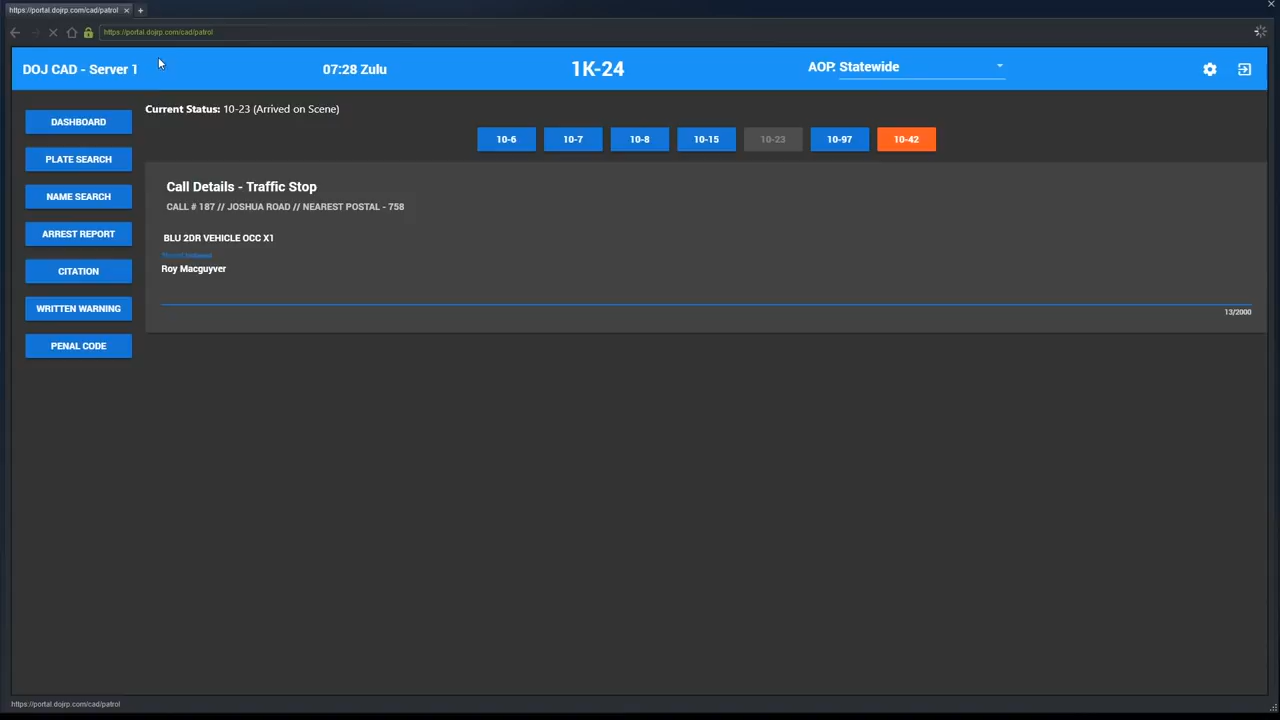 https://portal.dojrp.com/cad/patrol
https://portal.dojrp.com/cad/patrol
DOJ CAD - Server 1
07:28 Zulu
1K-24
AOP: Statewide
DASHBOARD
PLATE SEARCH
NAME SEARCH
ARREST REPORT
CITATION
WRITTEN WARNING
PENAL CODE
Current Status: 10-23 (Arrived on Scene)
10-6
10-7
10-8
10-15
10-23
10-97
10-42
Call Details - Traffic Stop
CALL # 187 // JOSHUA ROAD // NEAREST POSTAL - 758
BLU 2DR VEHICLE OCC X1
Roy Macguyver
13/2000
https://portal.dojrp.com/cad/patrol